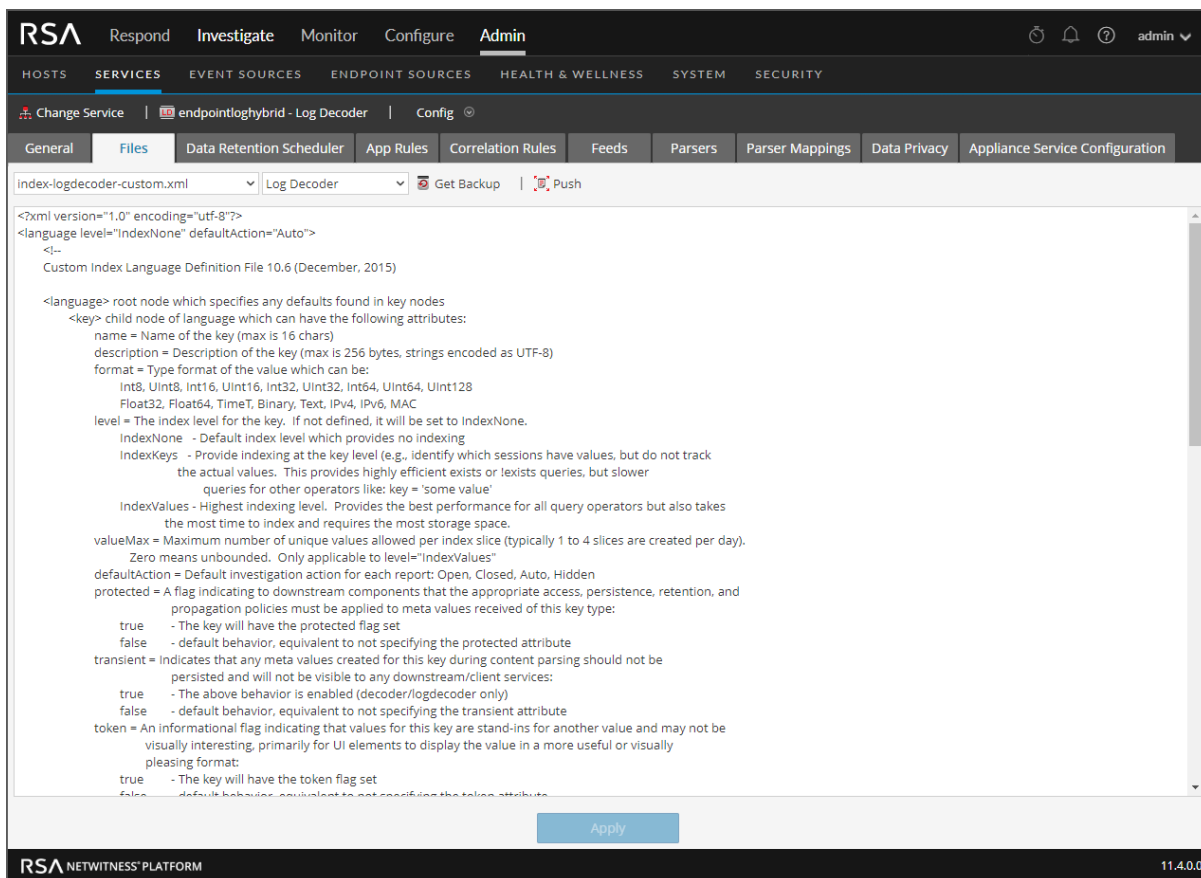 RSA Respond Investigate Monitor Configure Admin admin
HOSTS SERVICES EVENT SOURCES ENDPOINT SOURCES HEALTH & WELLNESS SYSTEM SECURITY
Change Service | LD endpointloghybrid - Log Decoder | Config
General Files Data Retention Scheduler App Rules Correlation Rules Feeds Parsers Parser Mappings Data Privacy Appliance Service Configuration
index-logdecoder-custom.xml Log Decoder Get Backup | Push
<?xml version="1.0" encoding="utf-8"?>
<language level="IndexNone" defaultAction="Auto">
<!--
Custom Index Language Definition File 10.6 (December, 2015)
<language> root node which specifies any defaults found in key nodes
<key> child node of language which can have the following attributes:
name = Name of the key (max is 16 chars)
description = Description of the key (max is 256 bytes, strings encoded as UTF-8)
format = Type format of the value which can be:
Int8, UInt8, Int16, UInt16, Int32, UInt32, Int64, UInt64, UInt128
Float32, Float64, TimeT, Binary, Text, IPv4, IPv6, MAC
level = The index level for the key. If not defined, it will be set to IndexNone.
IndexNone - Default index level which provides no indexing
IndexKeys - Provide indexing at the key level (e.g., identify which sessions have values, but do not track
the actual values. This provides highly efficient exists or !exists queries, but slower
queries for other operators like: key = 'some value'
IndexValues - Highest indexing level. Provides the best performance for all query operators but also takes
the most time to index and requires the most storage space.
valueMax = Maximum number of unique values allowed per index slice (typically 1 to 4 slices are created per day).
Zero means unbounded. Only applicable to level="IndexValues"
defaultAction = Default investigation action for each report: Open, Closed, Auto, Hidden
protected = A flag indicating to downstream components that the appropriate access, persistence, retention, and
propagation policies must be applied to meta values received of this key type:
true - The key will have the protected flag set
false - default behavior, equivalent to not specifying the protected attribute
transient = Indicates that any meta values created for this key during content parsing should not be
persisted and will not be visible to any downstream/client services:
true - The above behavior is enabled (decoder/logdecoder only)
false - default behavior, equivalent to not specifying the transient attribute
token = An informational flag indicating that values for this key are stand-ins for another value and may not be
visually interesting, primarily for UI elements to display the value in a more useful or visually
pleasing format:
true - The key will have the token flag set
false - default behavior, equivalent to not specifying the token attribute
Apply
RSA NETWITNESS® PLATFORM 11.4.0.0